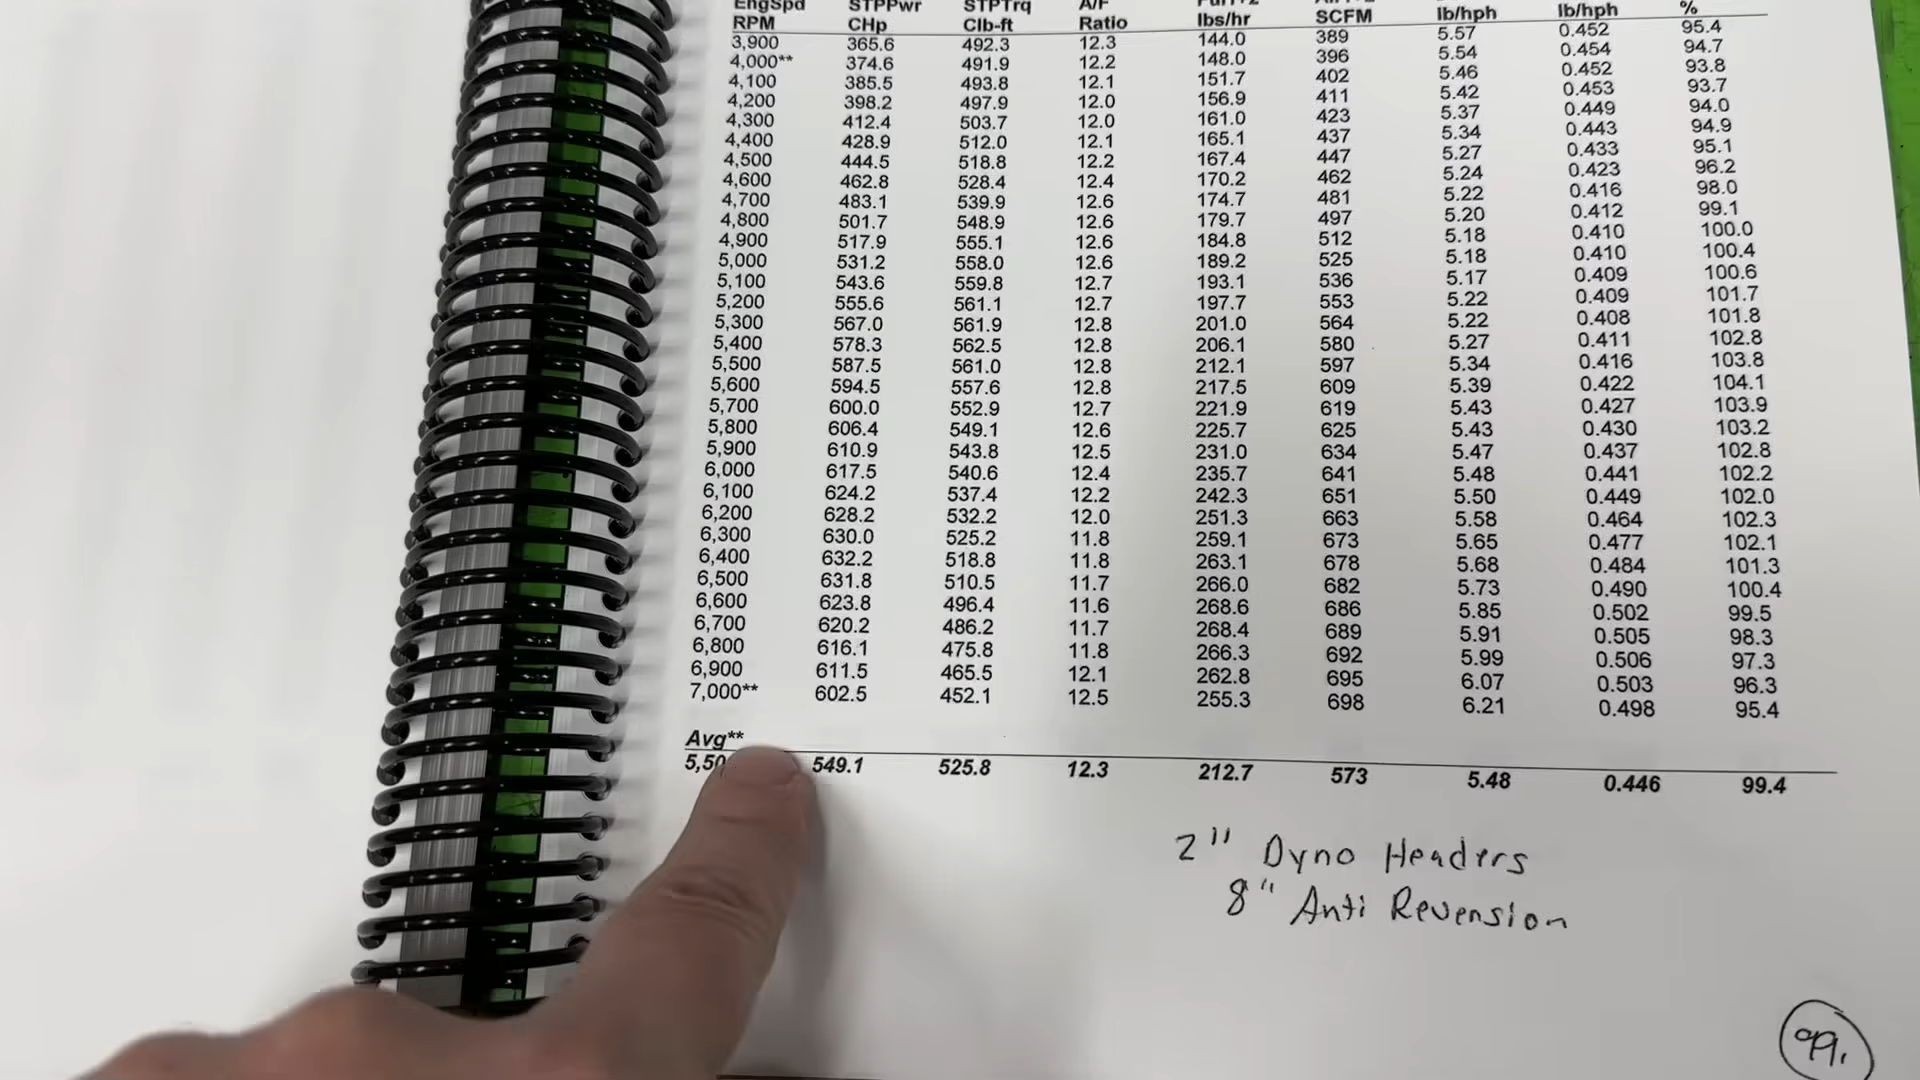 EngSpd STPPwr STPTrq A/F
RPM CHp Clb-ft Ratio lbs/hr SCFM lb/hph lb/hph %
3,900 365.6 492.3 12.3 144.0 389 5.57 0.452 95.4
4,000** 374.6 491.9 12.2 148.0 396 5.54 0.454 94.7
4,100 385.5 493.8 12.1 151.7 402 5.46 0.452 93.8
4,200 398.2 497.9 12.0 156.9 411 5.42 0.453 93.7
4,300 412.4 503.7 12.0 161.0 423 5.37 0.449 94.0
4,400 428.9 512.0 12.1 165.1 437 5.34 0.443 94.9
4,500 444.5 518.8 12.2 167.4 447 5.27 0.433 95.1
4,600 462.8 528.4 12.4 170.2 462 5.24 0.423 96.2
4,700 483.1 539.9 12.6 174.7 481 5.22 0.416 98.0
4,800 501.7 548.9 12.6 179.7 497 5.20 0.412 99.1
4,900 517.9 555.1 12.6 184.8 512 5.18 0.410 100.0
5,000 531.2 558.0 12.6 189.2 525 5.18 0.410 100.4
5,100 543.6 559.8 12.7 193.1 536 5.17 0.409 100.6
5,200 555.6 561.1 12.7 197.7 553 5.22 0.409 101.7
5,300 567.0 561.9 12.8 201.0 564 5.22 0.408 101.8
5,400 578.3 562.5 12.8 206.1 580 5.27 0.411 102.8
5,500 587.5 561.0 12.8 212.1 597 5.34 0.416 103.8
5,600 594.5 557.6 12.8 217.5 609 5.39 0.422 104.1
5,700 600.0 552.9 12.7 221.9 619 5.43 0.427 103.9
5,800 606.4 549.1 12.6 225.7 625 5.43 0.430 103.2
5,900 610.9 543.8 12.5 231.0 634 5.47 0.437 102.8
6,000 617.5 540.6 12.4 235.7 641 5.48 0.441 102.2
6,100 624.2 537.4 12.2 242.3 651 5.50 0.449 102.0
6,200 628.2 532.2 12.0 251.3 663 5.58 0.464 102.3
6,300 630.0 525.2 11.8 259.1 673 5.65 0.477 102.1
6,400 632.2 518.8 11.8 263.1 678 5.68 0.484 101.3
6,500 631.8 510.5 11.7 266.0 682 5.73 0.490 100.4
6,600 623.8 496.4 11.6 268.6 686 5.85 0.502 99.5
6,700 620.2 486.2 11.7 268.4 689 5.91 0.505 98.3
6,800 616.1 475.8 11.8 266.3 692 5.99 0.506 97.3
6,900 611.5 465.5 12.1 262.8 695 6.07 0.503 96.3
7,000** 602.5 452.1 12.5 255.3 698 6.21 0.498 95.4
Avg**
5,50 549.1 525.8 12.3 212.7 573 5.48 0.446 99.4
2" Dyno Headers
8" Anti Revension